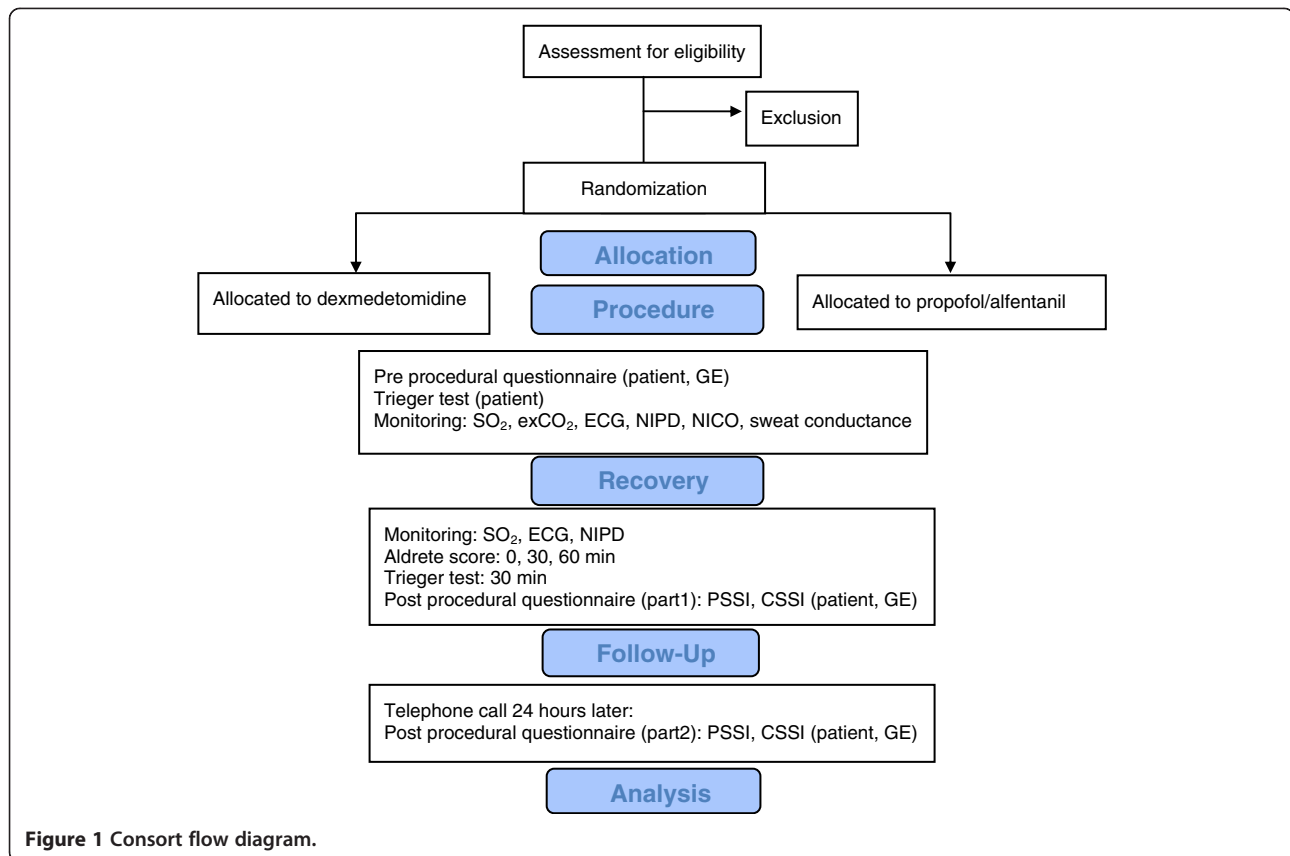 Assessment for eligibility
Exclusion
Randomization
Allocation
Allocated to dexmedetomidine
Allocated to propofol/alfentanil
Procedure
Pre procedural questionnaire (patient, GE)
Trieger test (patient)
Monitoring: SO₂, exCO₂, ECG, NIPD, NICO, sweat conductance
Recovery
Monitoring: SO₂, ECG, NIPD
Aldrete score: 0, 30, 60 min
Trieger test: 30 min
Post procedural questionnaire (part1): PSSI, CSSI (patient, GE)
Follow-Up
Telephone call 24 hours later:
Post procedural questionnaire (part2): PSSI, CSSI (patient, GE)
Analysis
Figure 1 Consort flow diagram.